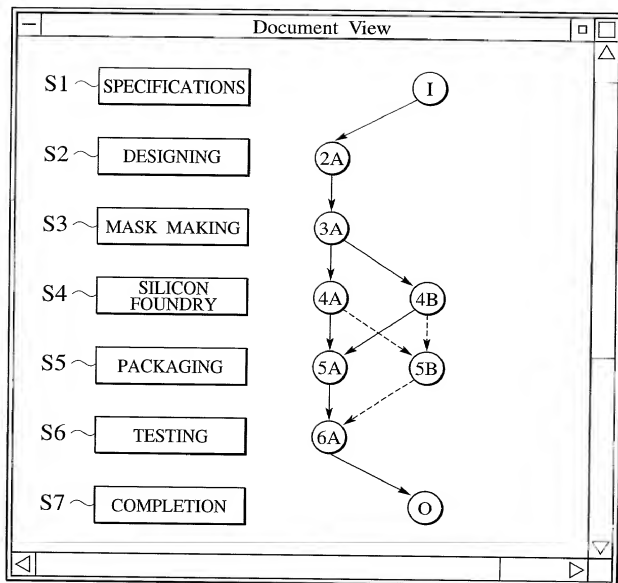 Document View
S1 SPECIFICATIONS I
S2 DESIGNING 2A
S3 MASK MAKING 3A
S4 SILICON FOUNDRY 4A 4B
S5 PACKAGING 5A 5B
S6 TESTING 6A
S7 COMPLETION O